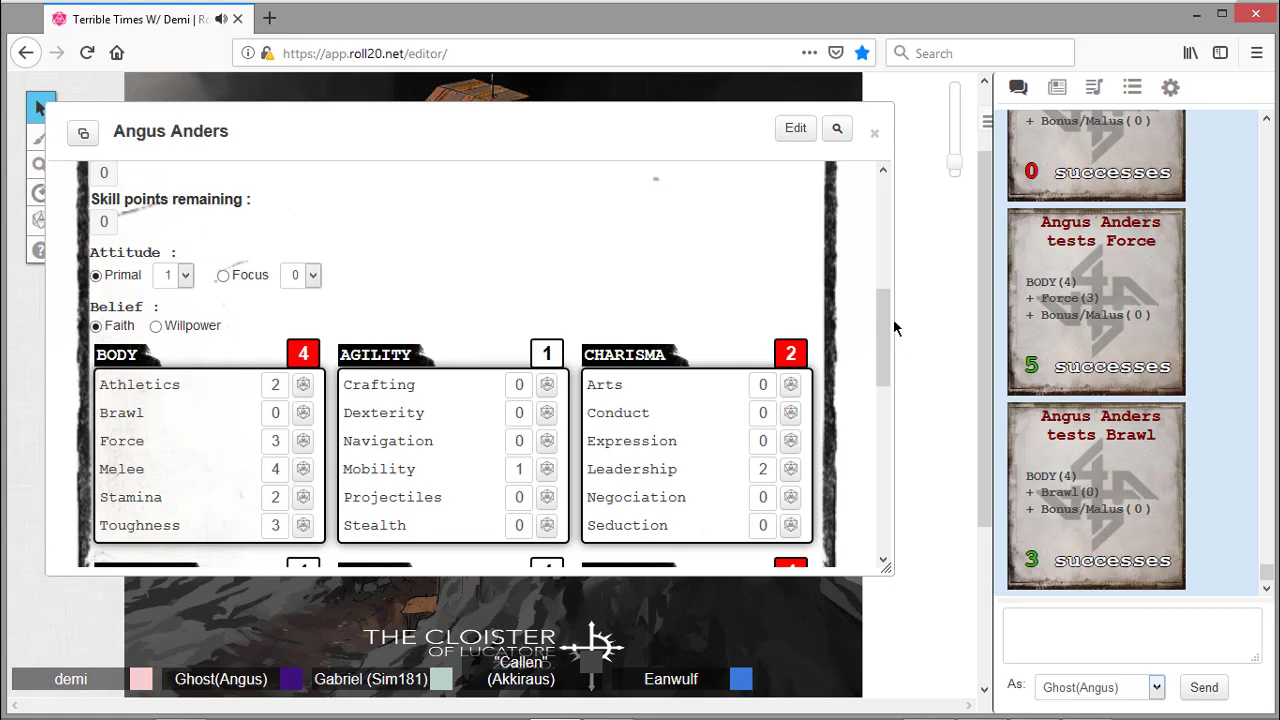 Terrible Times W/ Demi | Ro
https://app.roll20.net/editor/
Search
Angus Anders
Edit
0
Skill points remaining :
0
Attitude :
Primal 1 Focus 0
Belief :
Faith Willpower
BODY 4
Athletics 2
Brawl 0
Force 3
Melee 4
Stamina 2
Toughness 3
AGILITY 1
Crafting 0
Dexterity 0
Navigation 0
Mobility 1
Projectiles 0
Stealth 0
CHARISMA 2
Arts 0
Conduct 0
Expression 0
Leadership 2
Negociation 0
Seduction 0
THE CLOISTER
OF LUCATORE
demi
Ghost(Angus)
Gabriel (Sim181)
"Callen"
(Akkiraus)
Eanwulf
+ Bonus/Malus( 0 )
0 successes
Angus Anders
tests Force
BODY(4)
+ Force(3)
+ Bonus/Malus( 0 )
5 successes
Angus Anders
tests Brawl
BODY(4)
+ Brawl(0)
+ Bonus/Malus( 0 )
3 successes
As: Ghost(Angus) Send